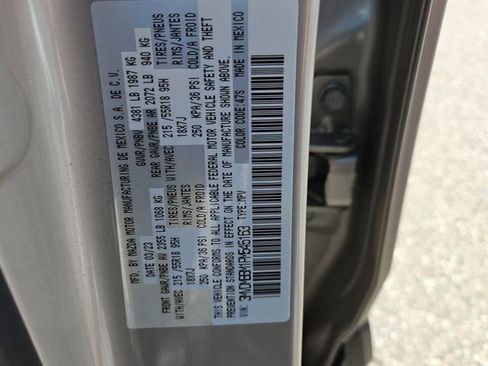 MFD. BY MAZDA MOTOR MANUFACTURING DE MEXICO S.A. DE C.V.
DATE: 03/23 GVWR/PNBV 4381 LB 1987 KG
FRONT GAWR/PNBE AV 2355 LB 1068 KG REAR GAWR/PNBE AR 2072 LB 940 KG
WITH/AVEC 215/55R18 95H TIRES/PNEUS WITH/AVEC 215/55R18 95H TIRES/PNEUS
18X7J RIMS/JANTES 18X7J RIMS/JANTES
250 KPA/36 PSI COLD/A FROID 250 KPA/36 PSI COLD/A FROID
THIS VEHICLE CONFORMS TO ALL APPLICABLE FEDERAL MOTOR VEHICLE SAFETY AND THEFT
PREVENTION STANDARDS IN EFFECT ON THE DATE OF MANUFACTURE SHOWN ABOVE.
VIN: TYPE:MPV COLOR CODE: 47S MADE IN MEXICO